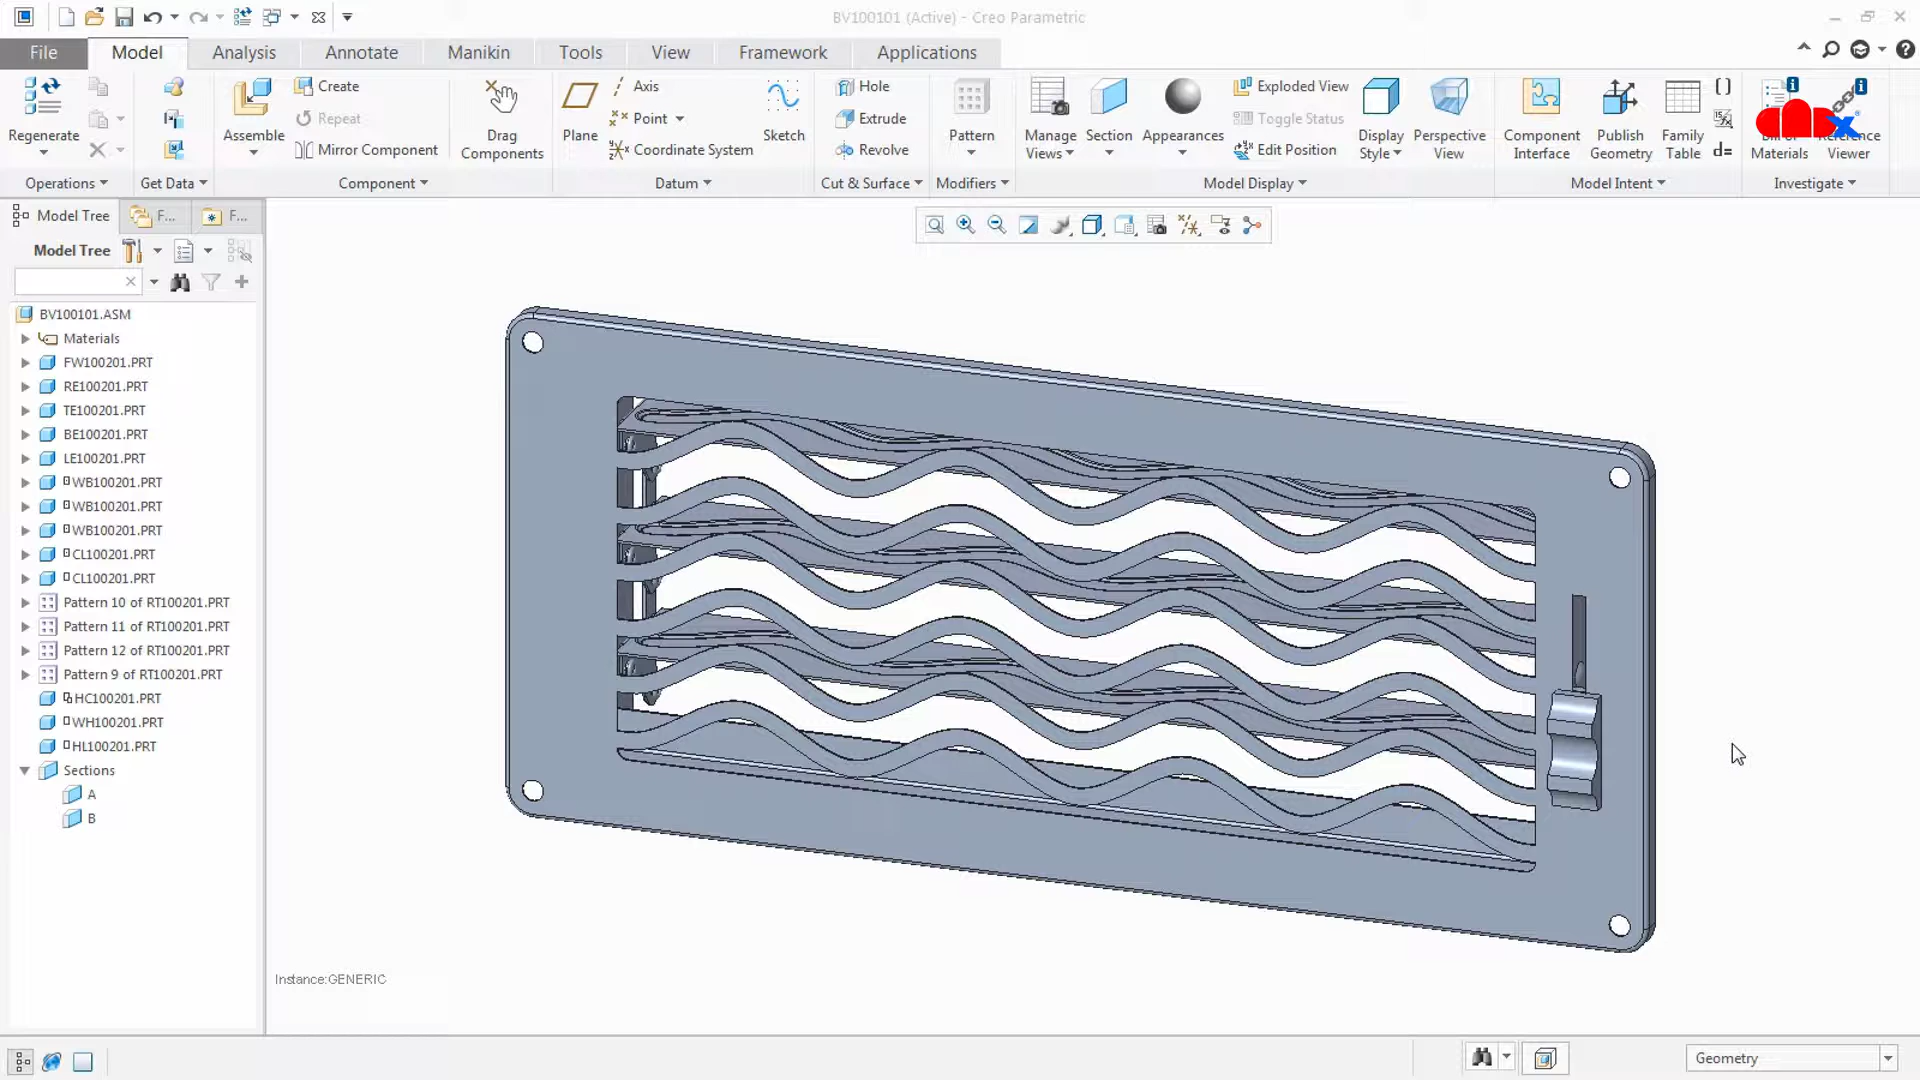 BV100101 (Active) - Creo Parametric
File Model Analysis Annotate Manikin Tools View Framework Applications
Regenerate
Operations
Get Data
Assemble
Create
Repeat
Mirror Component
Component
Drag Components
Plane
Axis
Point
Coordinate System
Sketch
Datum
Hole
Extrude
Revolve
Cut & Surface
Pattern
Modifiers
Manage Views
Section
Appearances
Exploded View
Toggle Status
Edit Position
Display Style
Perspective View
Model Display
Component Interface
Publish Geometry
Family Table
d=
Model Intent
Materials
Viewer
Investigate
Model Tree F... F...
Model Tree
BV100101.ASM
Materials
FW100201.PRT
RE100201.PRT
TE100201.PRT
BE100201.PRT
LE100201.PRT
WB100201.PRT
WB100201.PRT
WB100201.PRT
CL100201.PRT
CL100201.PRT
Pattern 10 of RT100201.PRT
Pattern 11 of RT100201.PRT
Pattern 12 of RT100201.PRT
Pattern 9 of RT100201.PRT
HC100201.PRT
WH100201.PRT
HL100201.PRT
Sections
A
B
Instance:GENERIC
Geometry